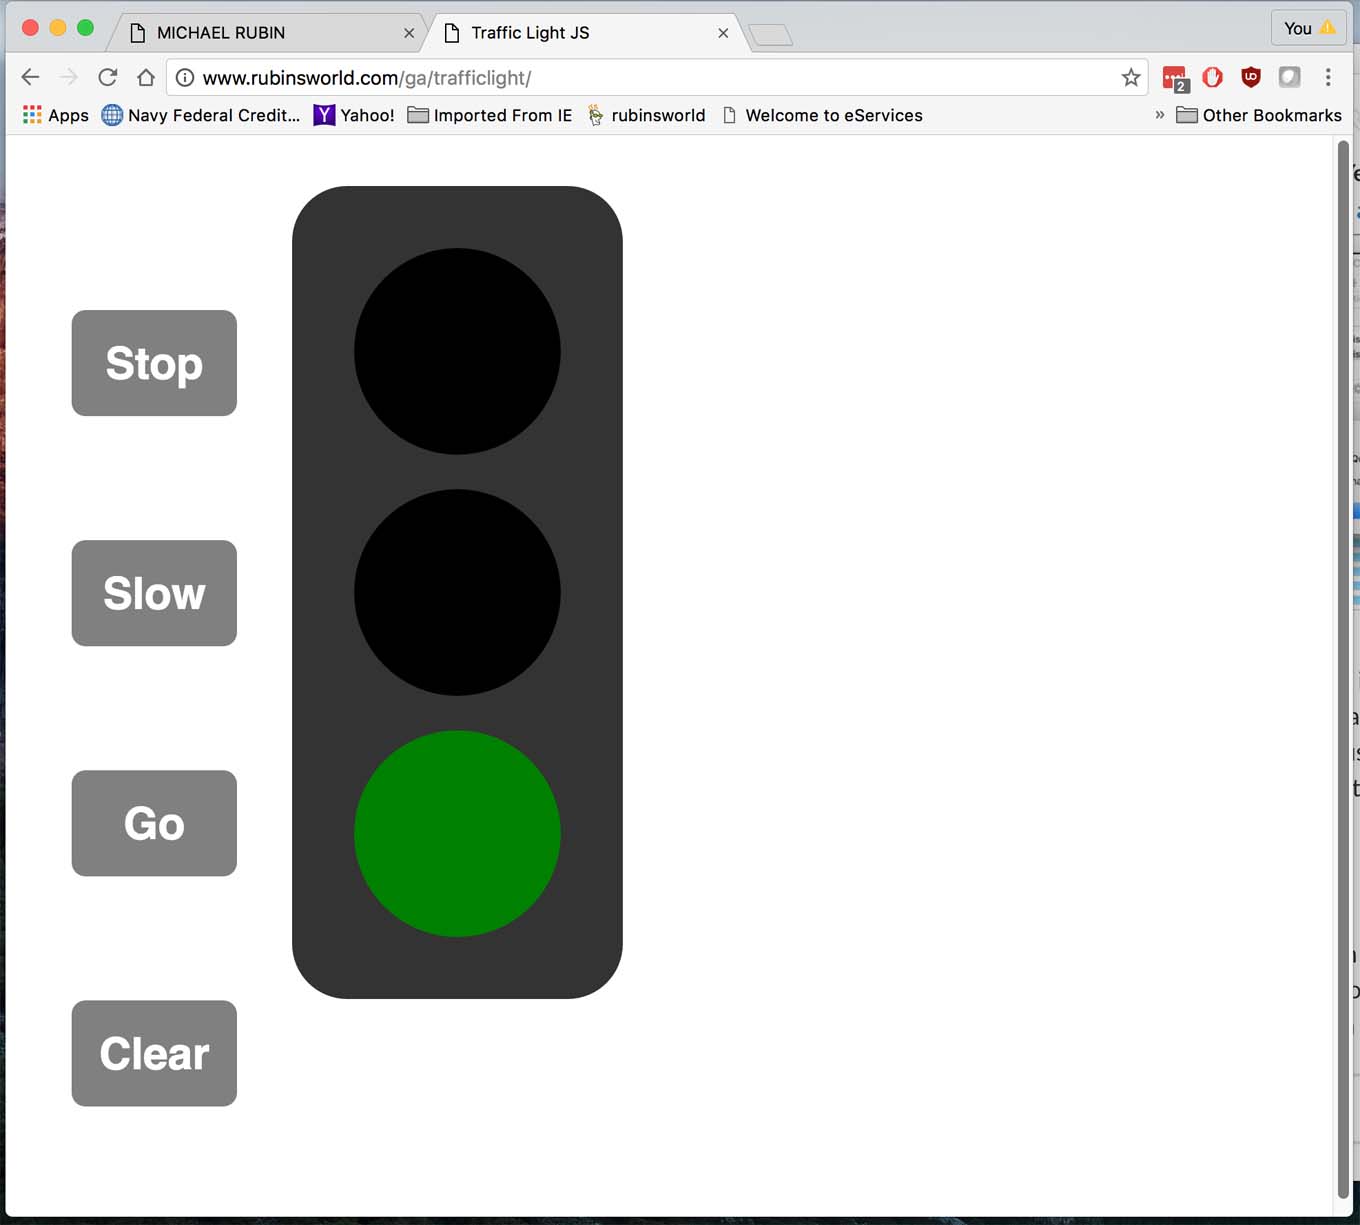 MICHAEL RUBIN
Traffic Light JS
You
www.rubinsworld.com/ga/trafficlight/
2
Apps
Navy Federal Credit...
Yahoo!
Imported From IE
rubinsworld
Welcome to eServices
» Other Bookmarks
Stop
Slow
Go
Clear